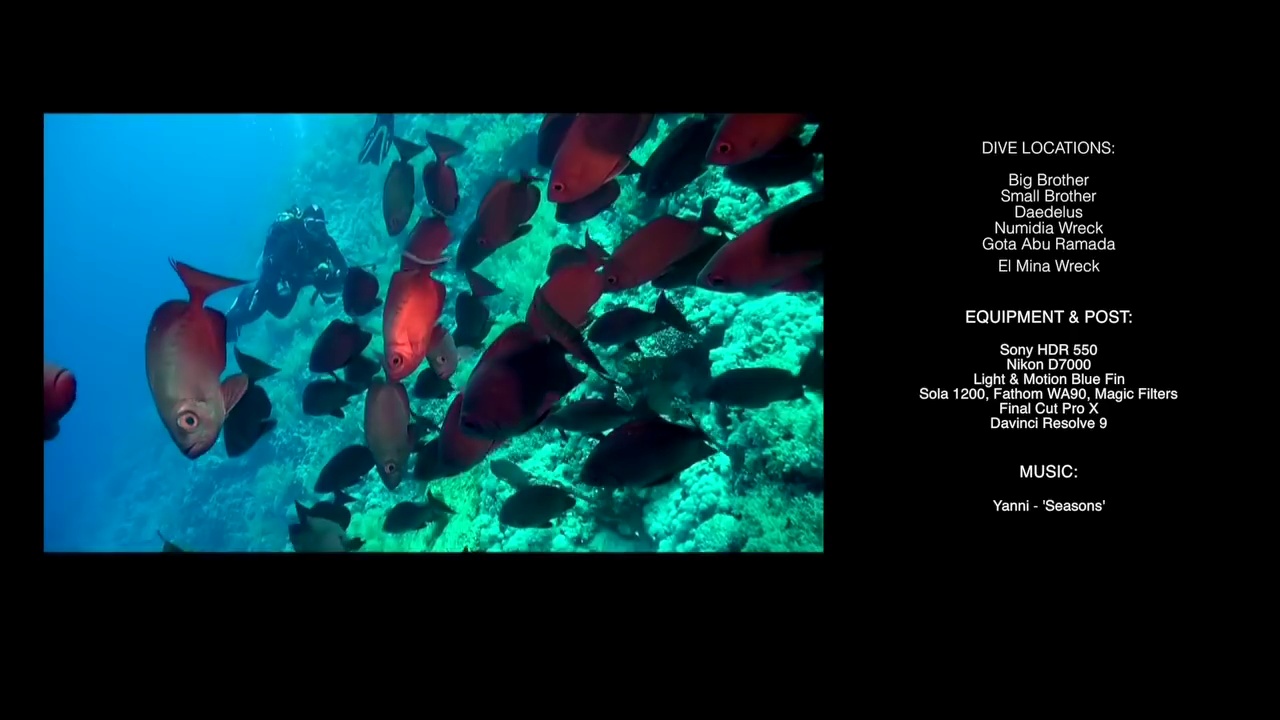 DIVE LOCATIONS:
Big Brother
Small Brother
Daedelus
Numidia Wreck
Gota Abu Ramada
El Mina Wreck
EQUIPMENT & POST:
Sony HDR 550
Nikon D7000
Light & Motion Blue Fin
Sola 1200, Fathom WA90, Magic Filters
Final Cut Pro X
Davinci Resolve 9
MUSIC:
Yanni - 'Seasons'